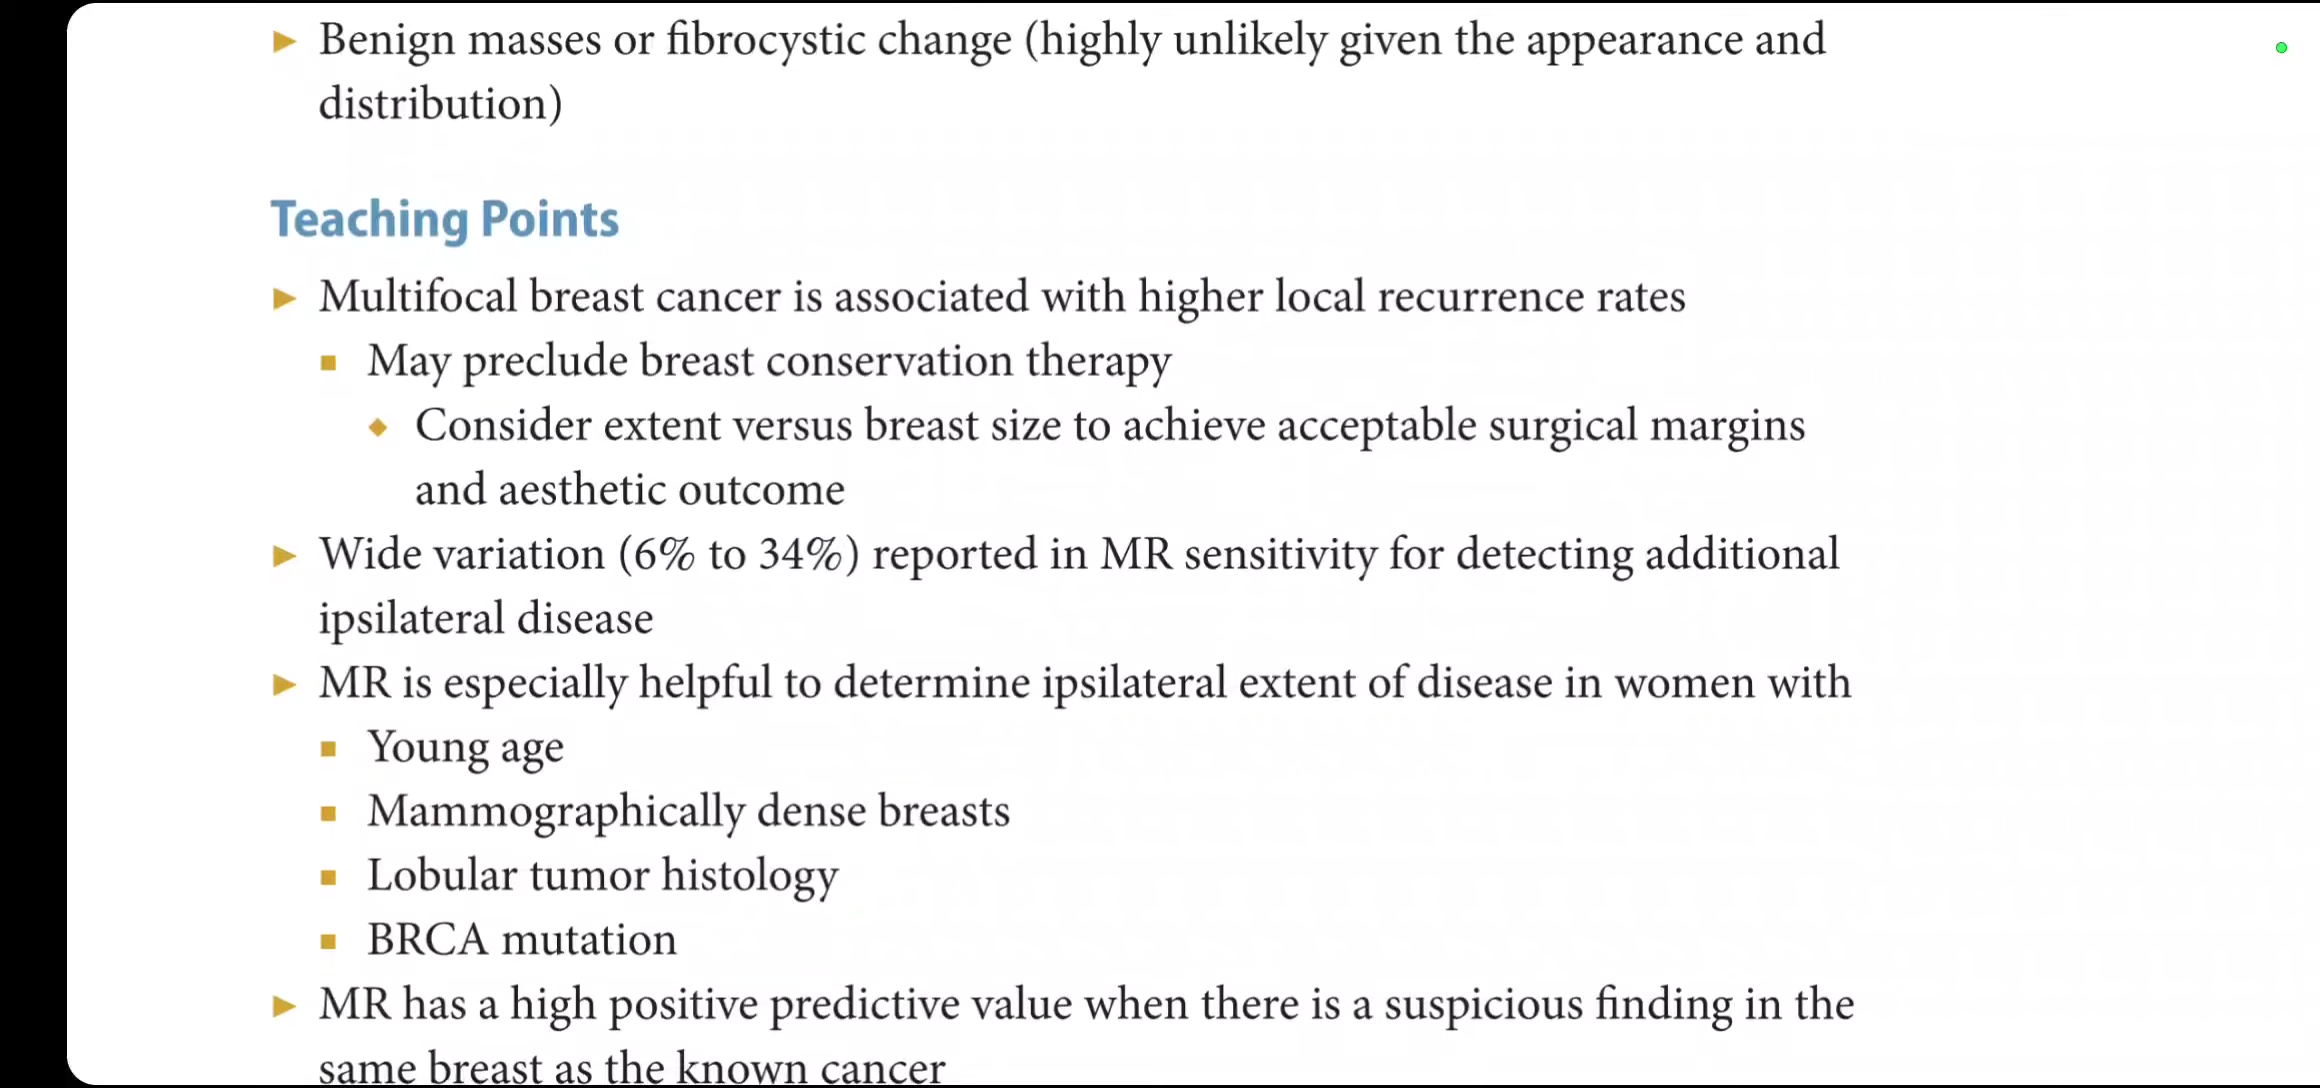 ► Benign masses or fibrocystic change (highly unlikely given the appearance and
distribution)
Teaching Points
► Multifocal breast cancer is associated with higher local recurrence rates
■ May preclude breast conservation therapy
◆ Consider extent versus breast size to achieve acceptable surgical margins
and aesthetic outcome
► Wide variation (6% to 34%) reported in MR sensitivity for detecting additional
ipsilateral disease
► MR is especially helpful to determine ipsilateral extent of disease in women with
■ Young age
■ Mammographically dense breasts
■ Lobular tumor histology
■ BRCA mutation
► MR has a high positive predictive value when there is a suspicious finding in the
same breast as the known cancer